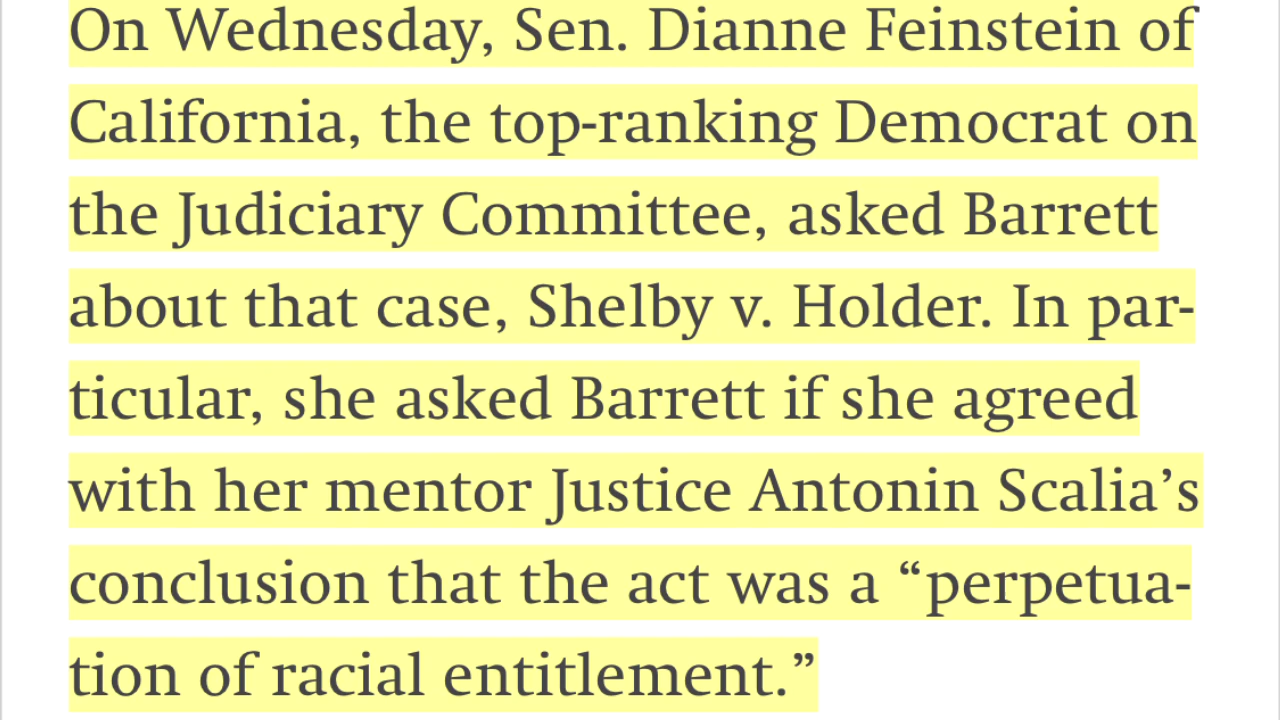 On Wednesday, Sen. Dianne Feinstein of
California, the top-ranking Democrat on
the Judiciary Committee, asked Barrett
about that case, Shelby v. Holder. In par-
ticular, she asked Barrett if she agreed
with her mentor Justice Antonin Scalia’s
conclusion that the act was a “perpetua-
tion of racial entitlement.”